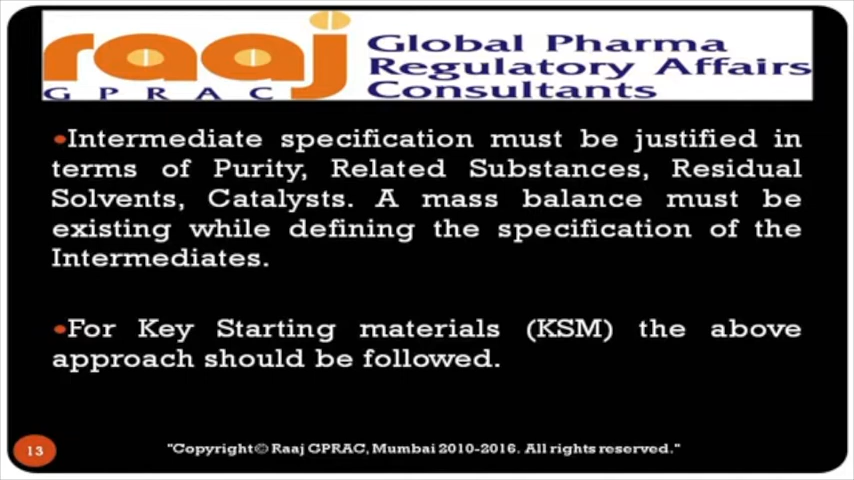 raaj
GPRAC
Global Pharma
Regulatory Affairs
Consultants
•Intermediate specification must be justified in
terms of Purity, Related Substances, Residual
Solvents, Catalysts. A mass balance must be
existing while defining the specification of the
Intermediates.
•For Key Starting materials (KSM) the above
approach should be followed.
13
"Copyright© Raaj GPRAC, Mumbai 2010-2016. All rights reserved."